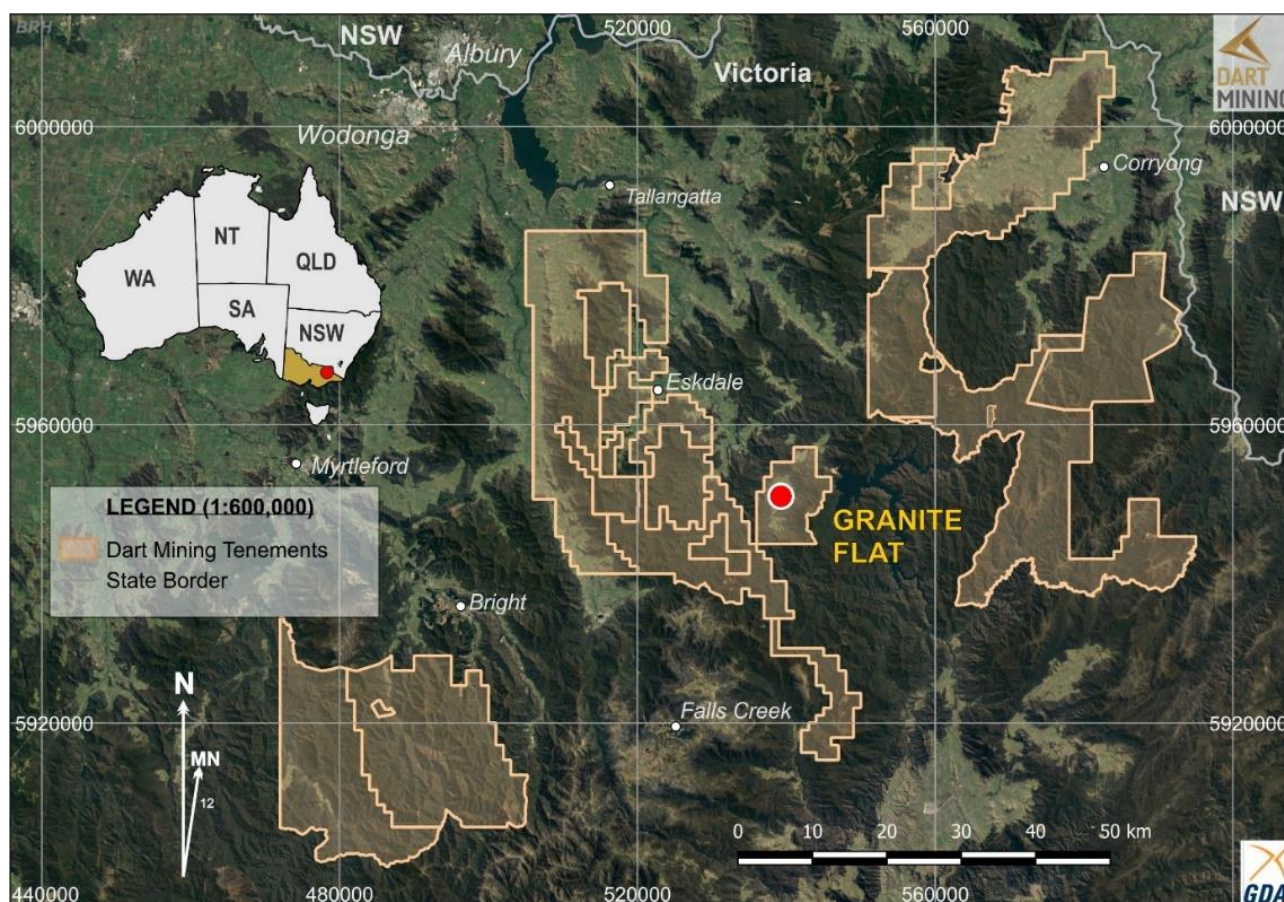 BRH
NSW
520000
560000
Albury
Victoria
DART
MINING
6000000
Wodonga
6000000
Corryong
Tallangatta
NSW
NT
WA
QLD
SA
NSW
Eskdale
5960000
5960000
Myrtleford
LEGEND (1:600,000)
Dart Mining Tenements
State Border
GRANITE
FLAT
Bright
N
Falls Creek
5920000
5920000
MN
12
0 10 20 30 40 50 km
440000
480000
520000
560000
GDA